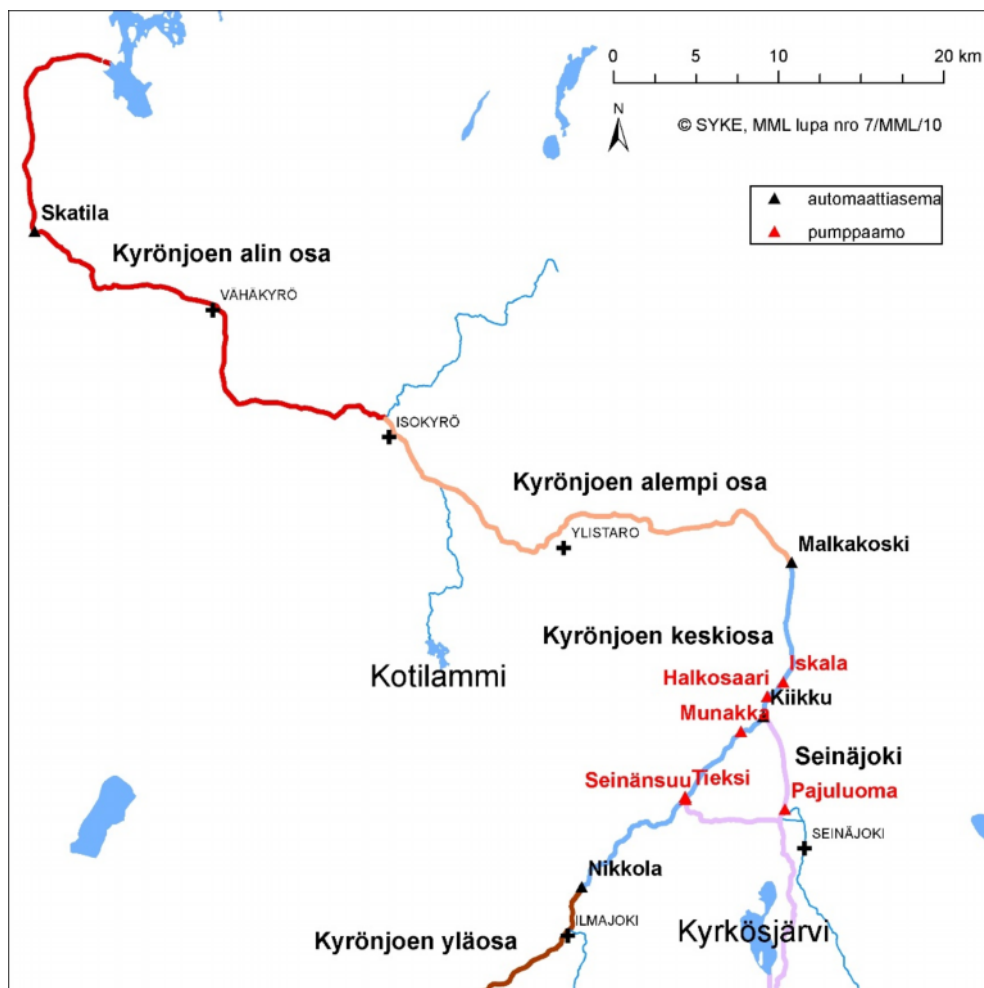 0 5 10 20 km
N
© SYKE, MML lupa nro 7/MML/10
automaattiasema
pumppaamo
Skatila
Kyrönjoen alin osa
VÄHÄKYRÖ
ISOKYRÖ
Kyrönjoen alempi osa
YLISTARO
Malkakoski
Kyrönjoen keskiosa
Kotilammi
Iskala
Halkosaari
Kiikku
Munakka
Seinäjoki
Seinänsuu Tieksi
Pajuluoma
SEINÄJOKI
Nikkola
ILMAJOKI
Kyrkösjärvi
Kyrönjoen yläosa